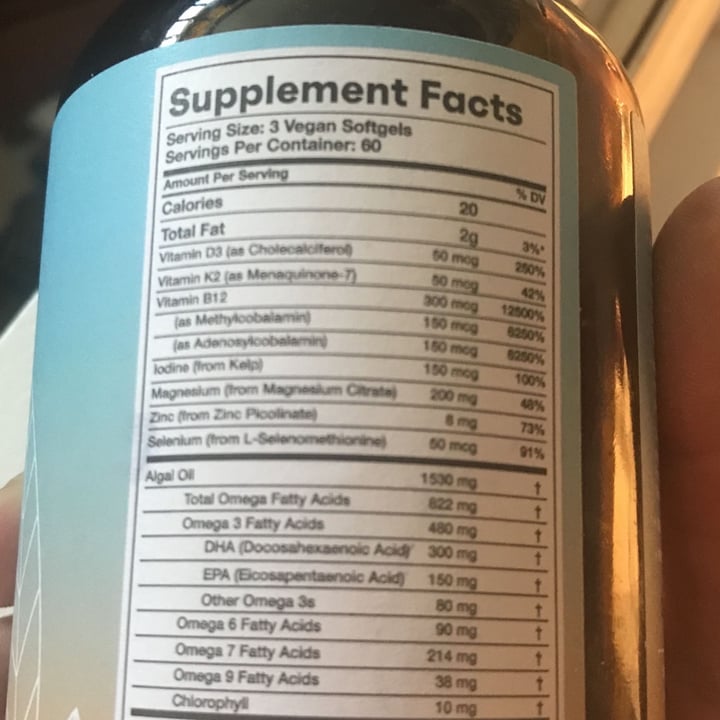 Supplement Facts
Serving Size: 3 Vegan Softgels
Servings Per Container: 60
Amount Per Serving % DV
Calories 20
Total Fat 2g 3%*
Vitamin D3 (as Cholecalciferol) 50 mcg 250%
Vitamin K2 (as Menaquinone-7) 50 mcg 42%
Vitamin B12 300 mcg 12500%
(as Methylcobalamin) 150 mcg 6250%
(as Adenosylcobalamin) 150 mcg 6250%
Iodine (from Kelp) 150 mcg 100%
Magnesium (from Magnesium Citrate) 200 mg 48%
Zinc (from Zinc Picolinate) 8 mg 73%
Selenium (from L-Selenomethionine) 50 mcg 91%
Algal Oil 1530 mg †
Total Omega Fatty Acids 822 mg †
Omega 3 Fatty Acids 480 mg †
DHA (Docosahexaenoic Acid) 300 mg †
EPA (Eicosapentaenoic Acid) 150 mg †
Other Omega 3s 80 mg †
Omega 6 Fatty Acids 90 mg †
Omega 7 Fatty Acids 214 mg †
Omega 9 Fatty Acids 38 mg †
Chlorophyll 10 mg †